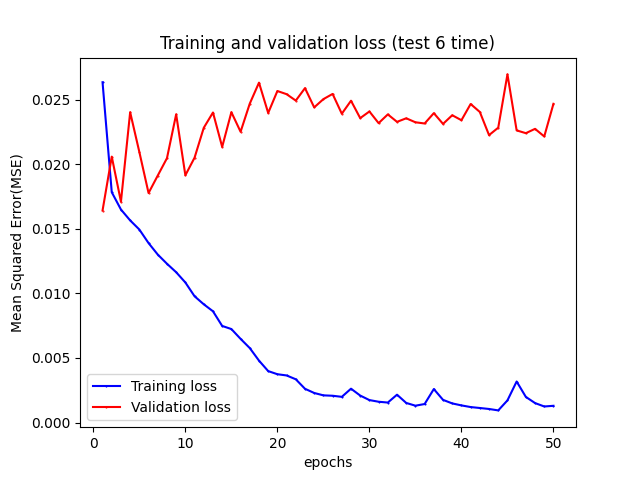 Training and validation loss (test 6 time)
Mean Squared Error(MSE)
0.025
0.020
0.015
0.010
0.005
0.000
Training loss
Validation loss
0 10 20 30 40 50
epochs